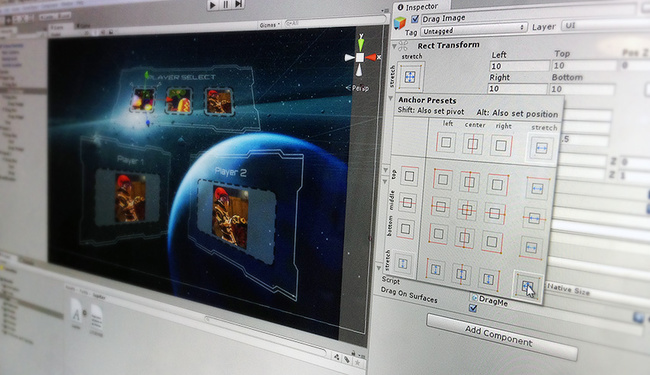 Inspector
Drag Image
Tag Untagged Layer UI
Rect Transform
stretch Left Top Pos Z
10 10 0
Right Bottom
stretch 10 10
Anchor Presets
Shift: Also set pivot Alt: Also set position
left center right stretch
top
middle
bottom
stretch
.5
Z 0
Z 1
Script DragMe
Native Size
Drag On Surfaces
Add Component
Gizmos
All
Persp
y
PLAYER SELECT
Player 1
Player 2